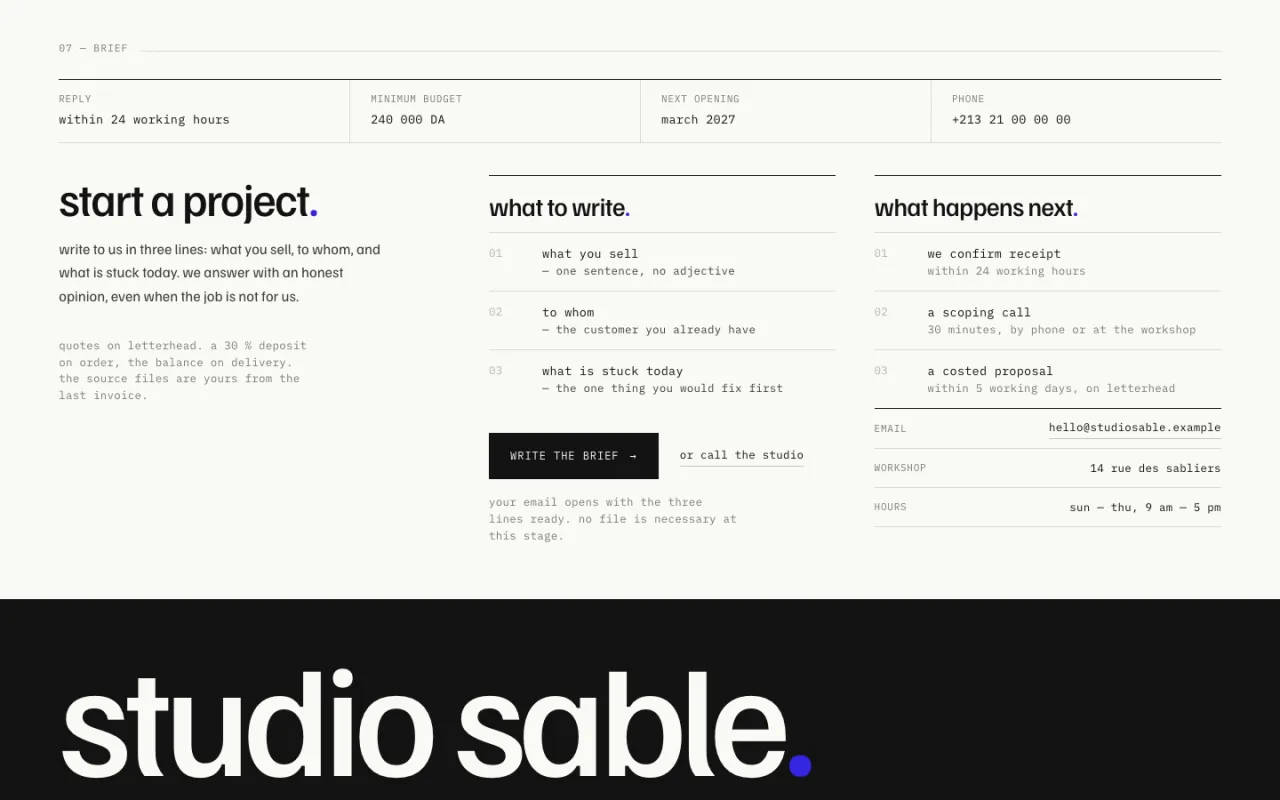 07 — BRIEF
REPLY
within 24 working hours
MINIMUM BUDGET
240 000 DA
NEXT OPENING
march 2027
PHONE
+213 21 00 00 00
start a project.
write to us in three lines: what you sell, to whom, and
what is stuck today. we answer with an honest
opinion, even when the job is not for us.
quotes on letterhead. a 30 % deposit
on order, the balance on delivery.
the source files are yours from the
last invoice.
what to write.
01 what you sell
— one sentence, no adjective
02 to whom
— the customer you already have
03 what is stuck today
— the one thing you would fix first
WRITE THE BRIEF →
or call the studio
your email opens with the three
lines ready. no file is necessary at
this stage.
what happens next.
01 we confirm receipt
within 24 working hours
02 a scoping call
30 minutes, by phone or at the workshop
03 a costed proposal
within 5 working days, on letterhead
EMAIL hello@studiosable.example
WORKSHOP 14 rue des sabliers
HOURS sun — thu, 9 am — 5 pm
studio sable.